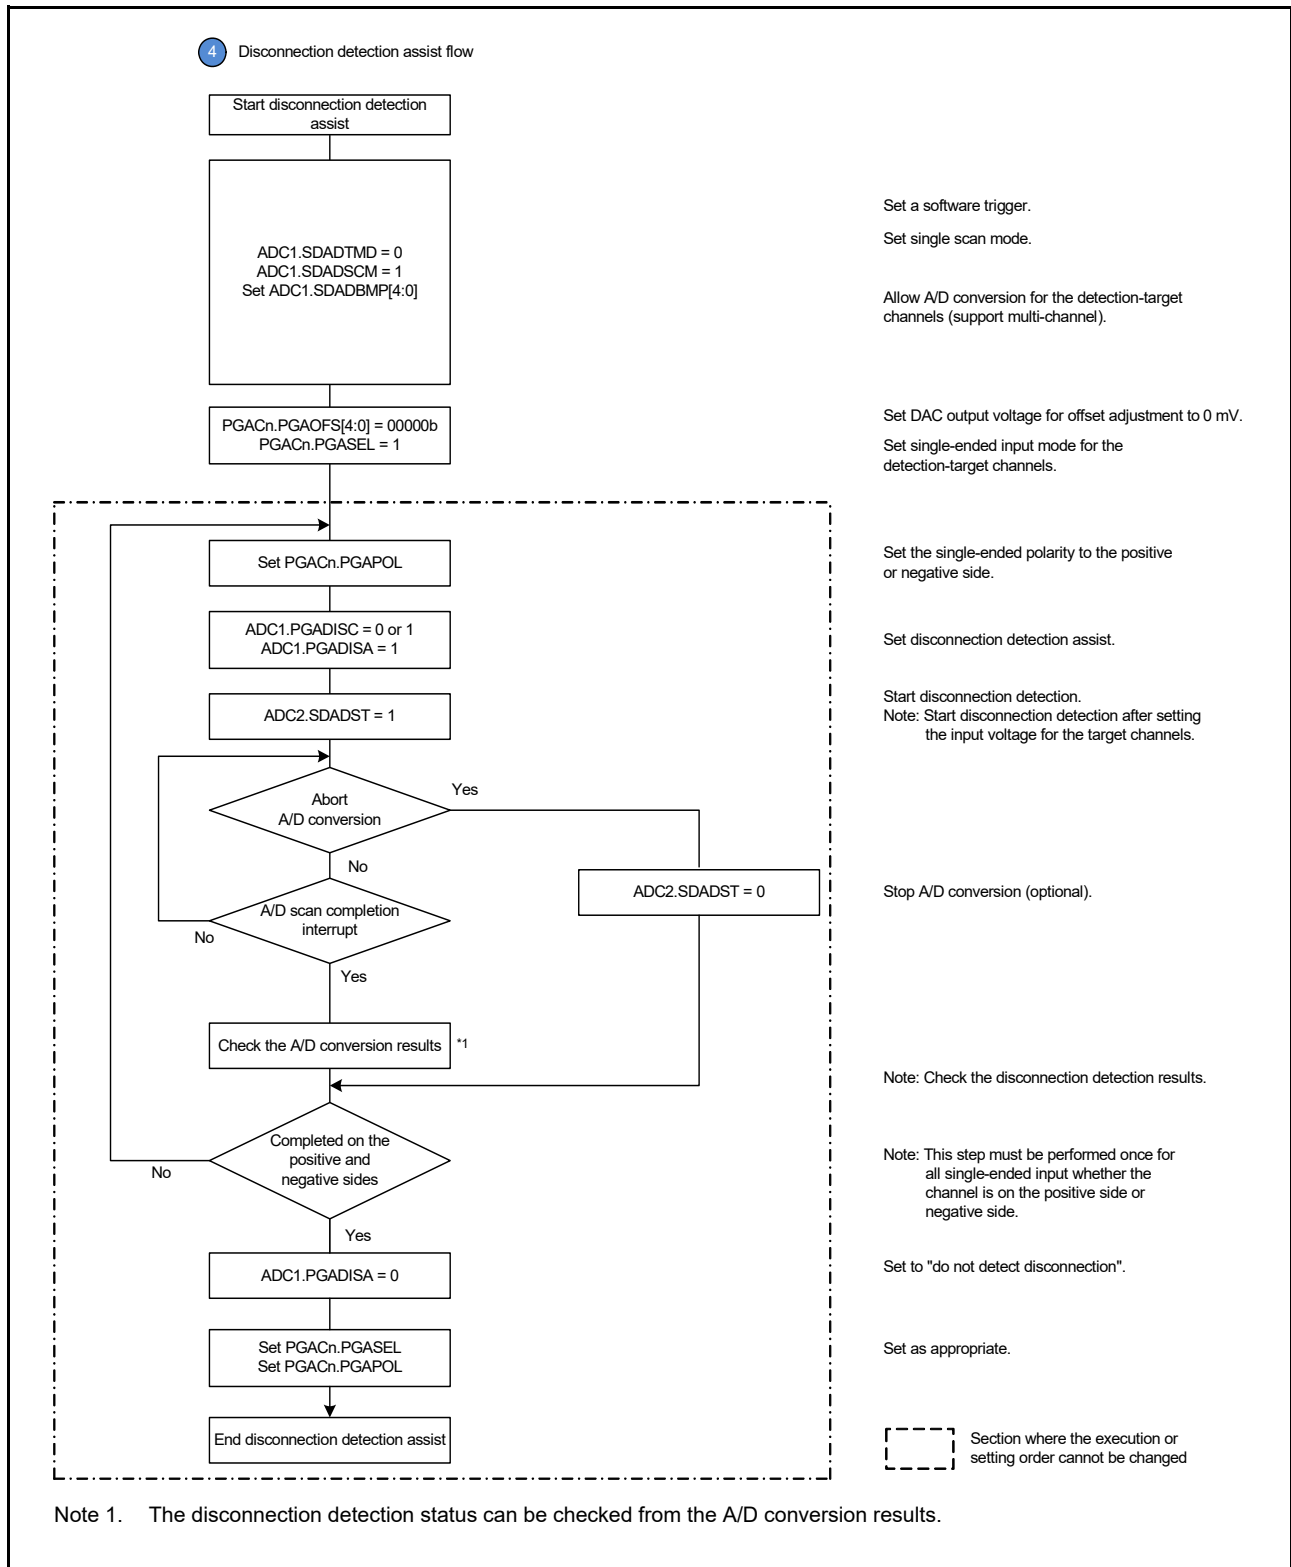 4 Disconnection detection assist flow
Start disconnection detection
assist
Set a software trigger.
Set single scan mode.
ADC1.SDADTMD = 0
ADC1.SDADSCM = 1
Set ADC1.SDADBMP[4:0]
Allow A/D conversion for the detection-target
channels (support multi-channel).
PGACn.PGAOFS[4:0] = 00000b
PGACn.PGASEL = 1
Set DAC output voltage for offset adjustment to 0 mV.
Set single-ended input mode for the
detection-target channels.
Set PGACn.PGAPOL
Set the single-ended polarity to the positive
or negative side.
ADC1.PGADISC = 0 or 1
ADC1.PGADISA = 1
Set disconnection detection assist.
ADC2.SDADST = 1
Start disconnection detection.
Note: Start disconnection detection after setting
the input voltage for the target channels.
Abort
A/D conversion
Yes
No
ADC2.SDADST = 0
Stop A/D conversion (optional).
A/D scan completion
interrupt
No
Yes
Check the A/D conversion results *1
Note: Check the disconnection detection results.
Completed on the
positive and
negative sides
No
Note: This step must be performed once for
all single-ended input whether the
channel is on the positive side or
negative side.
Yes
ADC1.PGADISA = 0
Set to "do not detect disconnection".
Set PGACn.PGASEL
Set PGACn.PGAPOL
Set as appropriate.
End disconnection detection assist
Section where the execution or
setting order cannot be changed
Note 1. The disconnection detection status can be checked from the A/D conversion results.